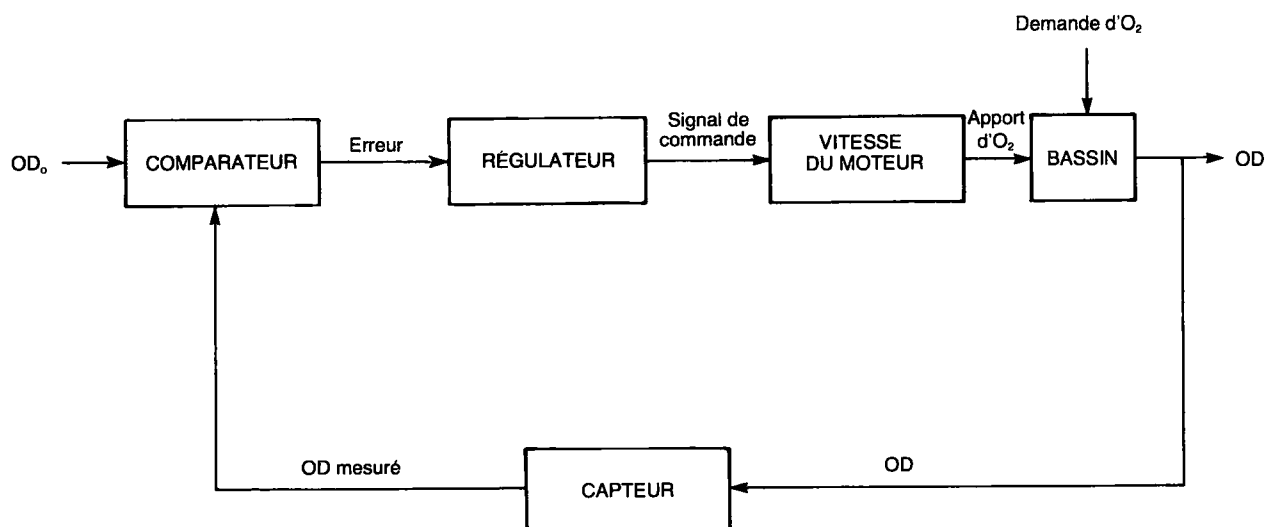 Demande d'O₂
OD₀
COMPARATEUR
Erreur
RÉGULATEUR
Signal de
commande
VITESSE
DU MOTEUR
Apport
d'O₂
BASSIN
OD
OD mesuré
CAPTEUR
OD